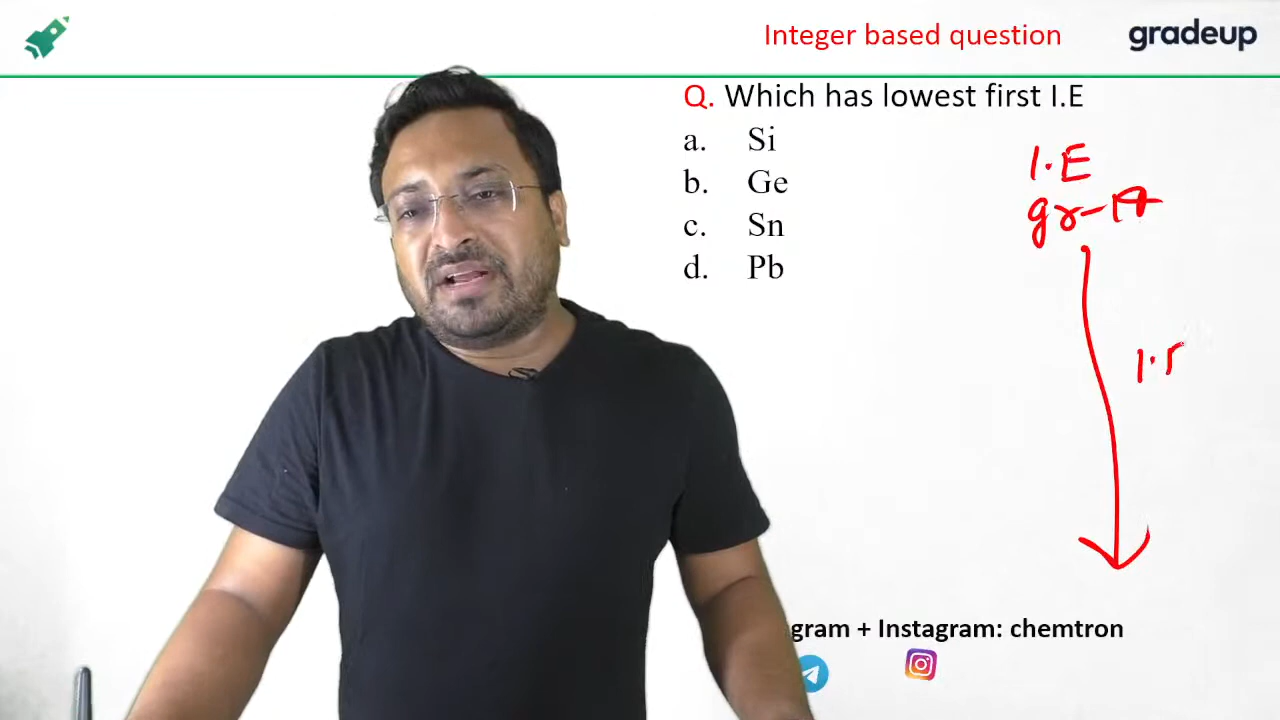 Integer based question
gradeup
Q. Which has lowest first I.E
a. Si
b. Ge
c. Sn
d. Pb
I.E
gr-14
gram + Instagram: chemtron